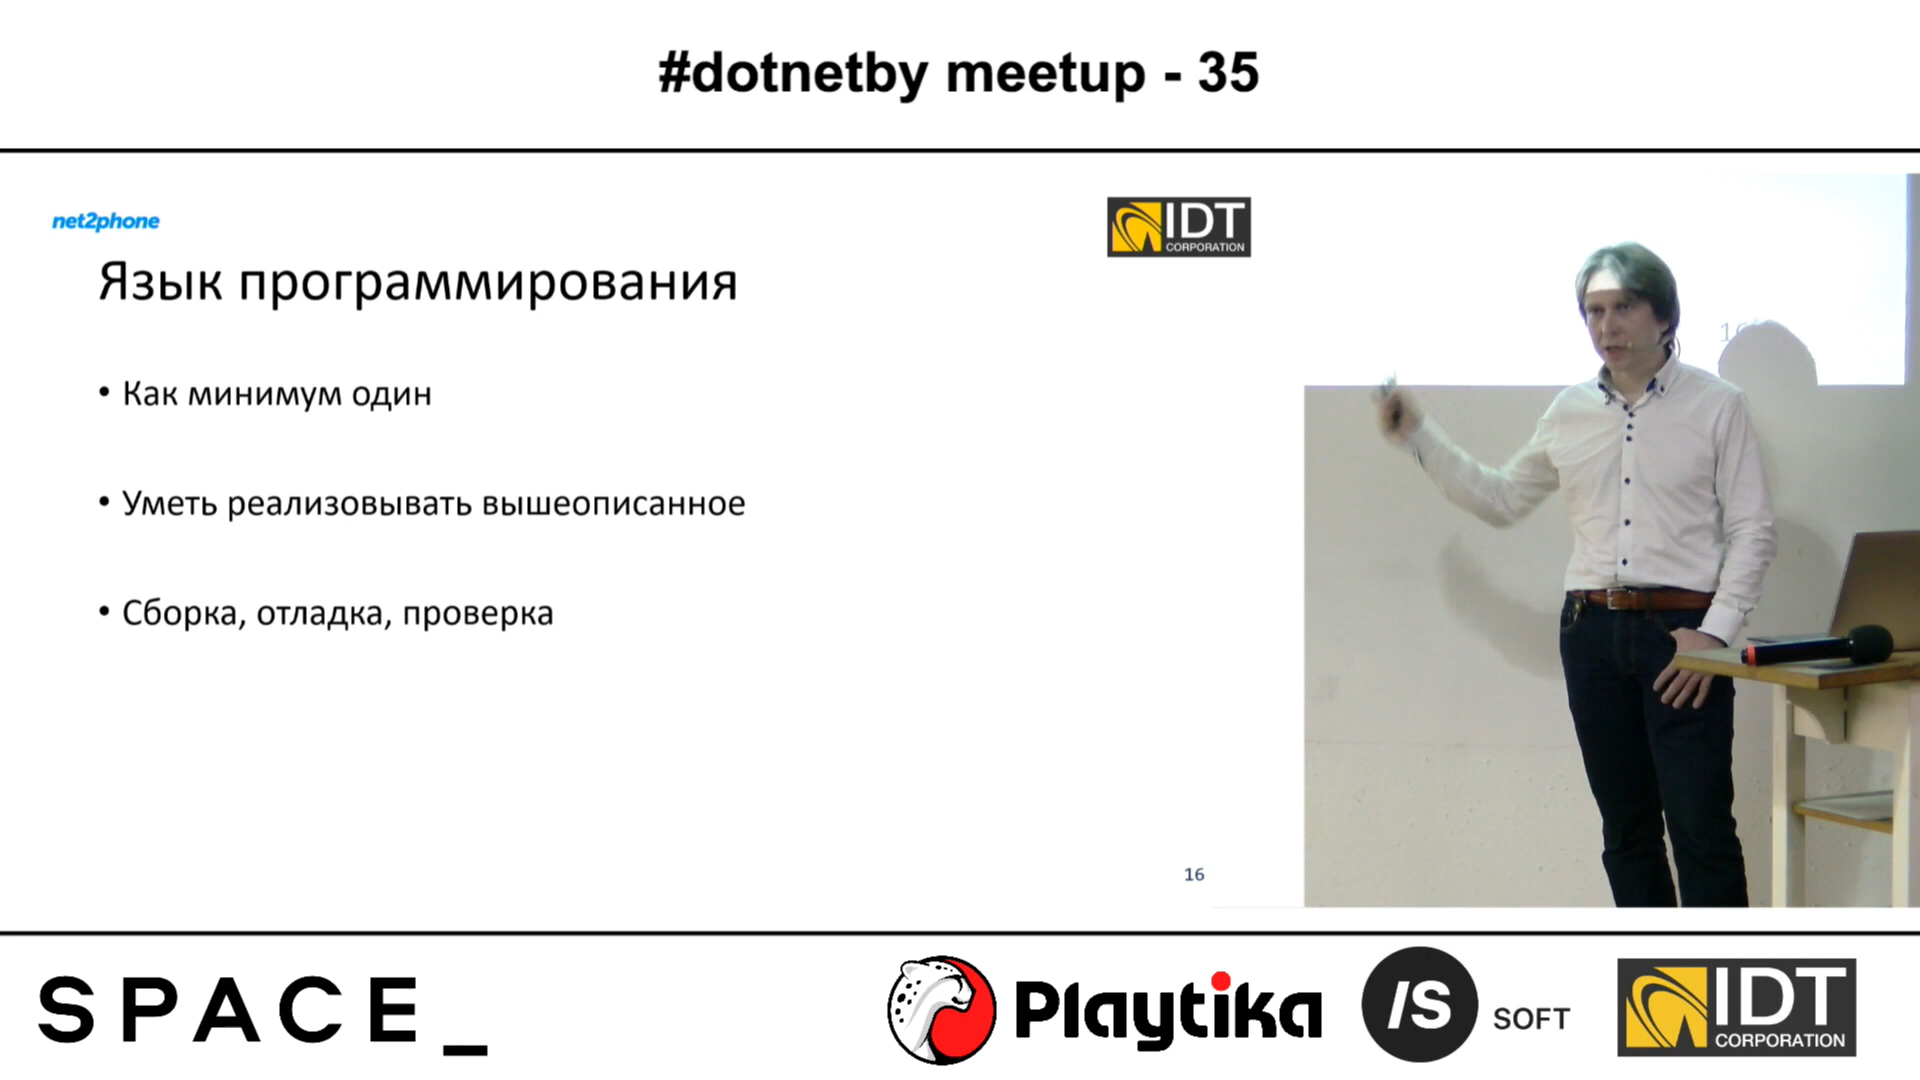 #dotnetby meetup - 35
net2phone
IDT
CORPORATION
Язык программирования
• Как минимум один
• Уметь реализовывать вышеописанное
• Сборка, отладка, проверка
16
16
SPACE_
Playtika
/S SOFT
IDT
CORPORATION